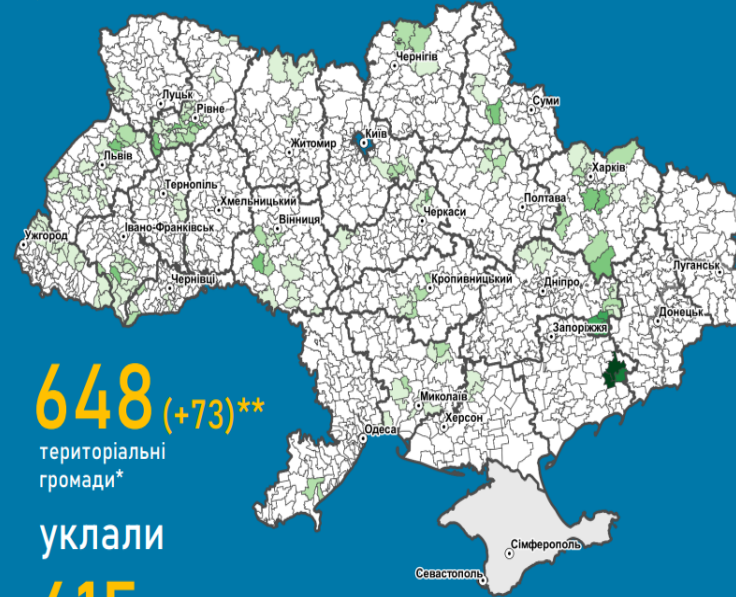 Чернігів
Луцьк
Рівне
Суми
Київ
Житомир
Львів
Харків
Тернопіль
Хмельницький
Полтава
Черкаси
Вінниця
Івано-Франківськ
Ужгород
Чернівці
Кропивницький
Дніпро
Луганськ
Донецьк
Запоріжжя
Миколаїв
Херсон
Одеса
648 (+73)**
територіальні
громади*
уклали
Сімферополь
Севастополь
615